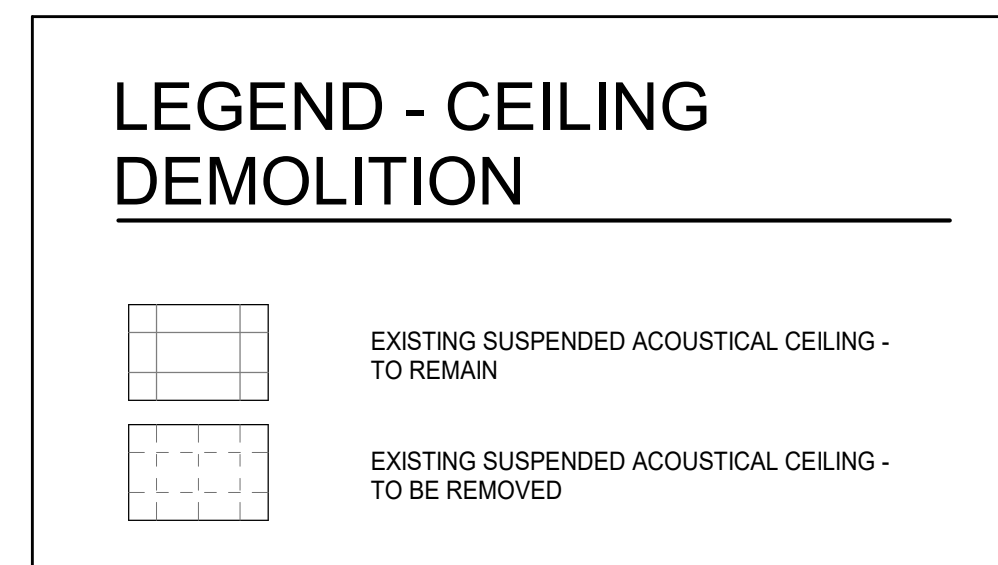 LEGEND - CEILING
DEMOLITION
EXISTING SUSPENDED ACOUSTICAL CEILING -
TO REMAIN
EXISTING SUSPENDED ACOUSTICAL CEILING -
TO BE REMOVED